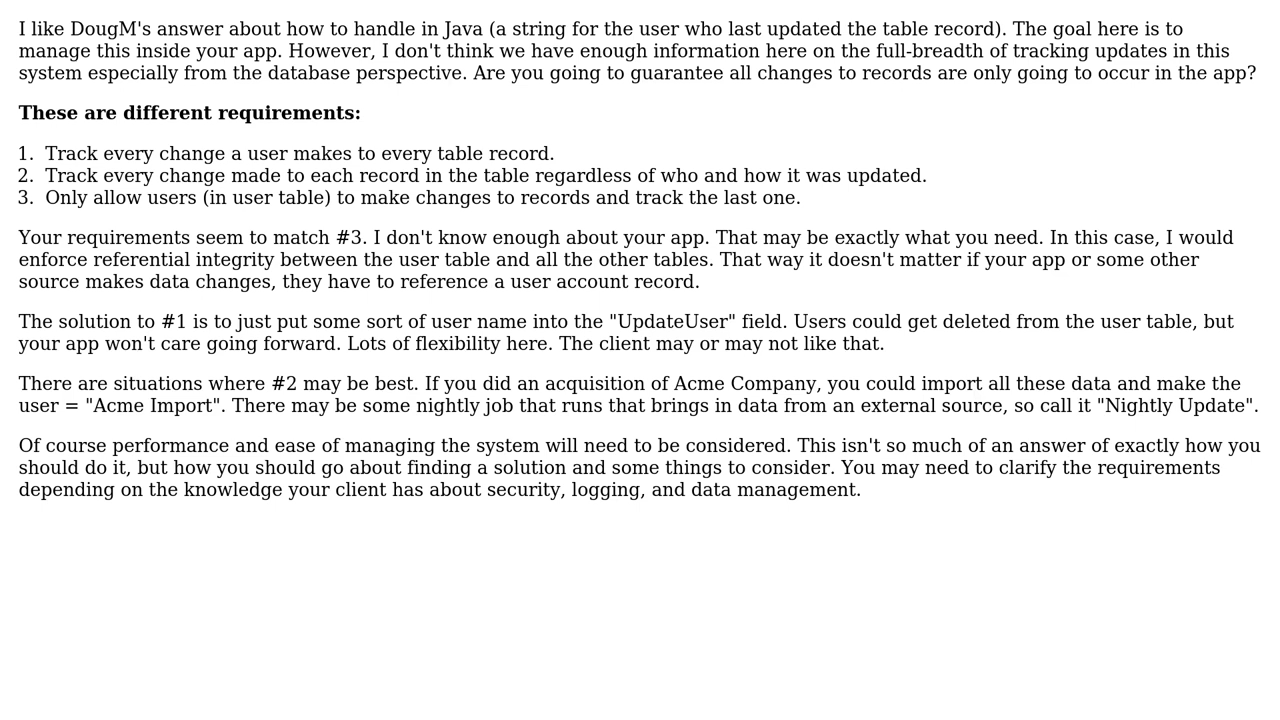 I like DougM's answer about how to handle in Java (a string for the user who last updated the table record). The goal here is to
manage this inside your app. However, I don't think we have enough information here on the full-breadth of tracking updates in this
system especially from the database perspective. Are you going to guarantee all changes to records are only going to occur in the app?
These are different requirements:
1. Track every change a user makes to every table record.
2. Track every change made to each record in the table regardless of who and how it was updated.
3. Only allow users (in user table) to make changes to records and track the last one.
Your requirements seem to match #3. I don't know enough about your app. That may be exactly what you need. In this case, I would
enforce referential integrity between the user table and all the other tables. That way it doesn't matter if your app or some other
source makes data changes, they have to reference a user account record.
The solution to #1 is to just put some sort of user name into the "UpdateUser" field. Users could get deleted from the user table, but
your app won't care going forward. Lots of flexibility here. The client may or may not like that.
There are situations where #2 may be best. If you did an acquisition of Acme Company, you could import all these data and make the
user = "Acme Import". There may be some nightly job that runs that brings in data from an external source, so call it "Nightly Update".
Of course performance and ease of managing the system will need to be considered. This isn't so much of an answer of exactly how you
should do it, but how you should go about finding a solution and some things to consider. You may need to clarify the requirements
depending on the knowledge your client has about security, logging, and data management.